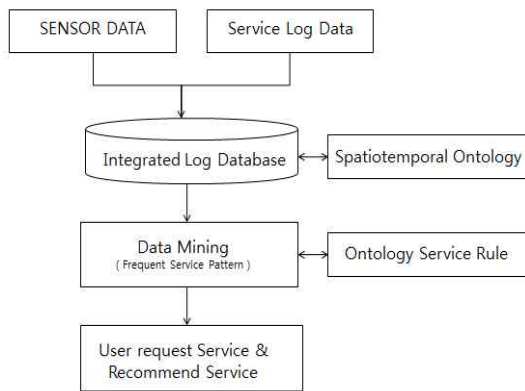 SENSOR DATA
Service Log Data
Integrated Log Database
Spatiotemporal Ontology
Data Mining
( Frequent Service Pattern )
Ontology Service Rule
User request Service &
Recommend Service